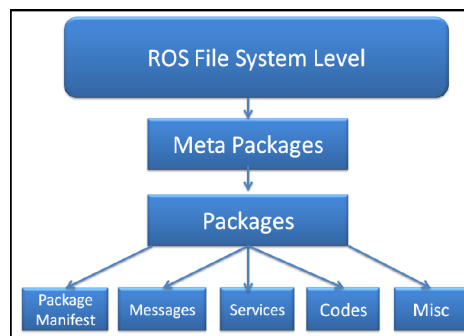 ROS File System Level
Meta Packages
Packages
Package
Manifest
Messages
Services
Codes
Misc